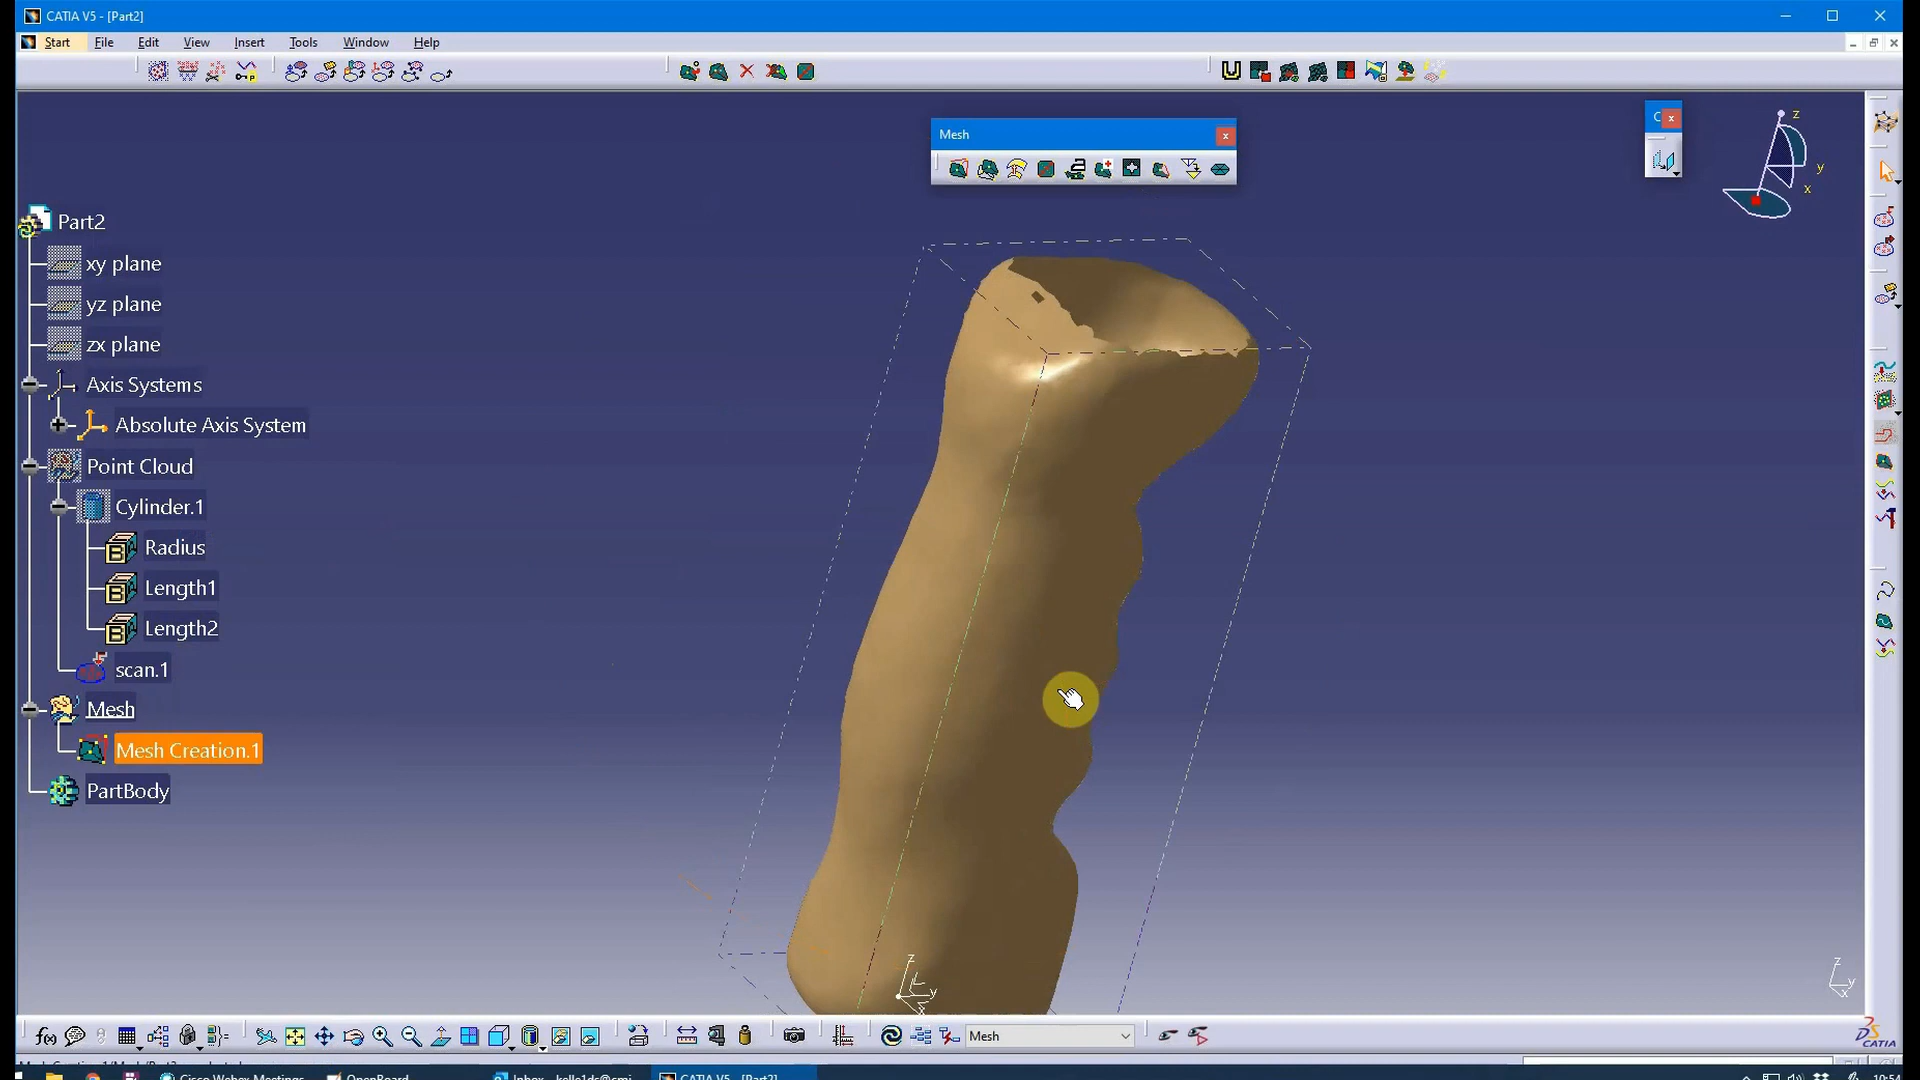 CATIA V5 - [Part2]
Start File Edit View Insert Tools Window Help
Mesh
C
z
y
x
Part2
xy plane
yz plane
zx plane
Axis Systems
Absolute Axis System
Point Cloud
Cylinder.1
Radius
Length1
Length2
scan.1
Mesh
Mesh Creation.1
PartBody
z
y
x
z
y
x
f(x)
Mesh
CATIA
Cisco Webex Meetings
OpenBoard
CATIA V5 - [Part2]
10:54